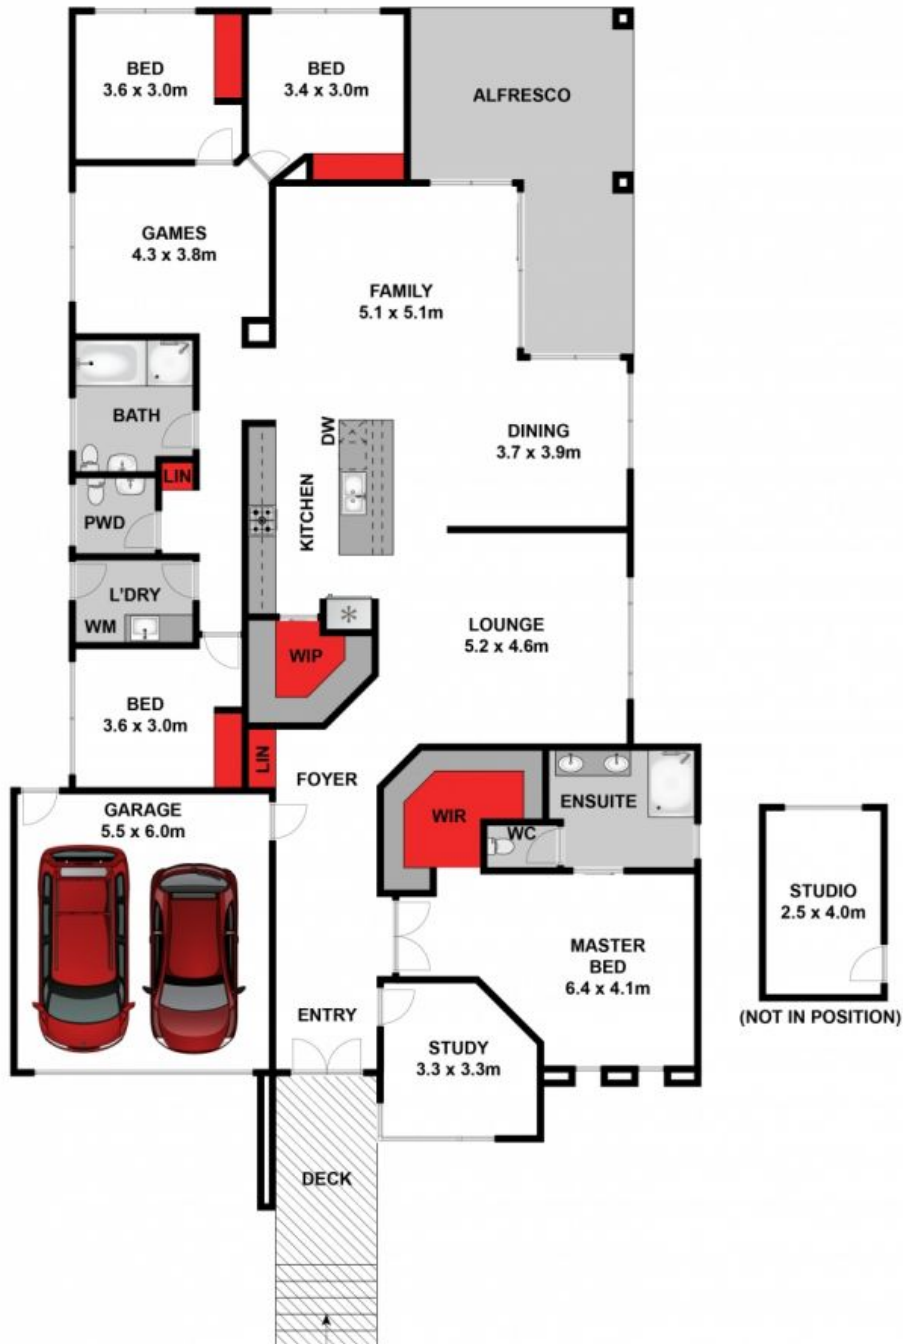 BED
3.6 x 3.0m
BED
3.4 x 3.0m
ALFRESCO
GAMES
4.3 x 3.8m
FAMILY
5.1 x 5.1m
BATH
DW
DINING
3.7 x 3.9m
LIN
KITCHEN
PWD
L'DRY
WM
LOUNGE
5.2 x 4.6m
WIP
BED
3.6 x 3.0m
LIN
FOYER
GARAGE
5.5 x 6.0m
WIR
ENSUITE
WC
STUDIO
2.5 x 4.0m
(NOT IN POSITION)
MASTER
BED
6.4 x 4.1m
ENTRY
STUDY
3.3 x 3.3m
DECK